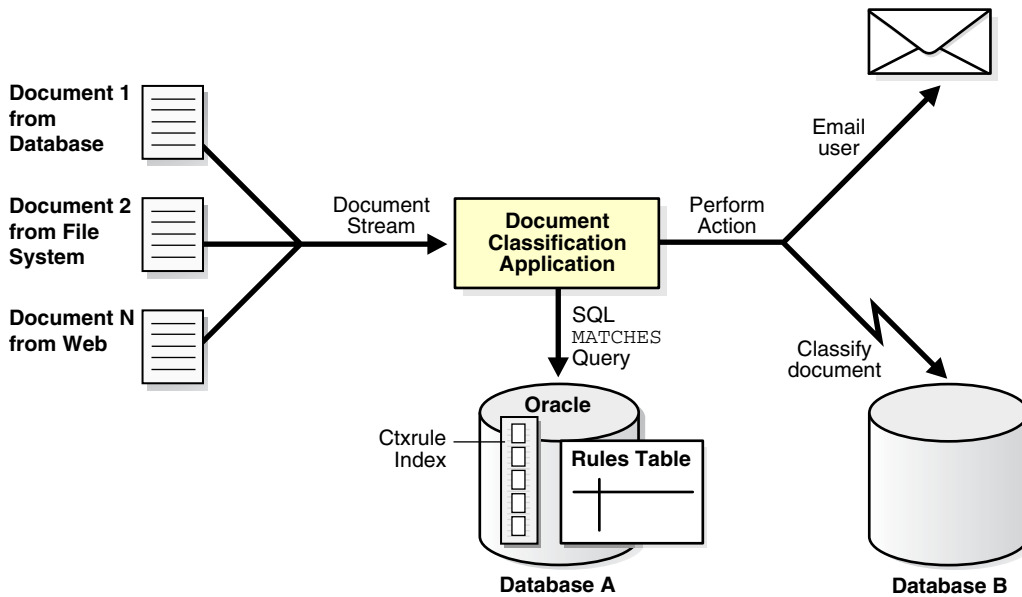 Document 1
from
Database
Document 2
from File
System
Document N
from Web
Document
Stream
Document
Classification
Application
Perform
Action
Email
user
Classify
document
SQL
MATCHES
Query
Oracle
Ctxrule
Index
Rules Table
Database A
Database B